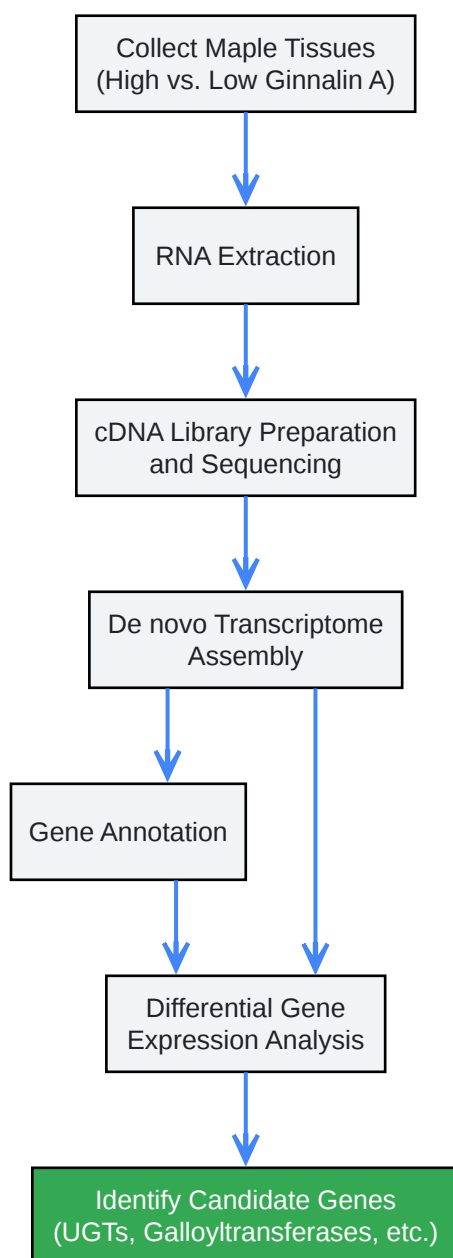 Collect Maple Tissues
(High vs. Low Ginnalin A)
RNA Extraction
cDNA Library Preparation
and Sequencing
De novo Transcriptome
Assembly
Gene Annotation
Differential Gene
Expression Analysis
Identify Candidate Genes
(UGTs, Galloyltransferases, etc.)